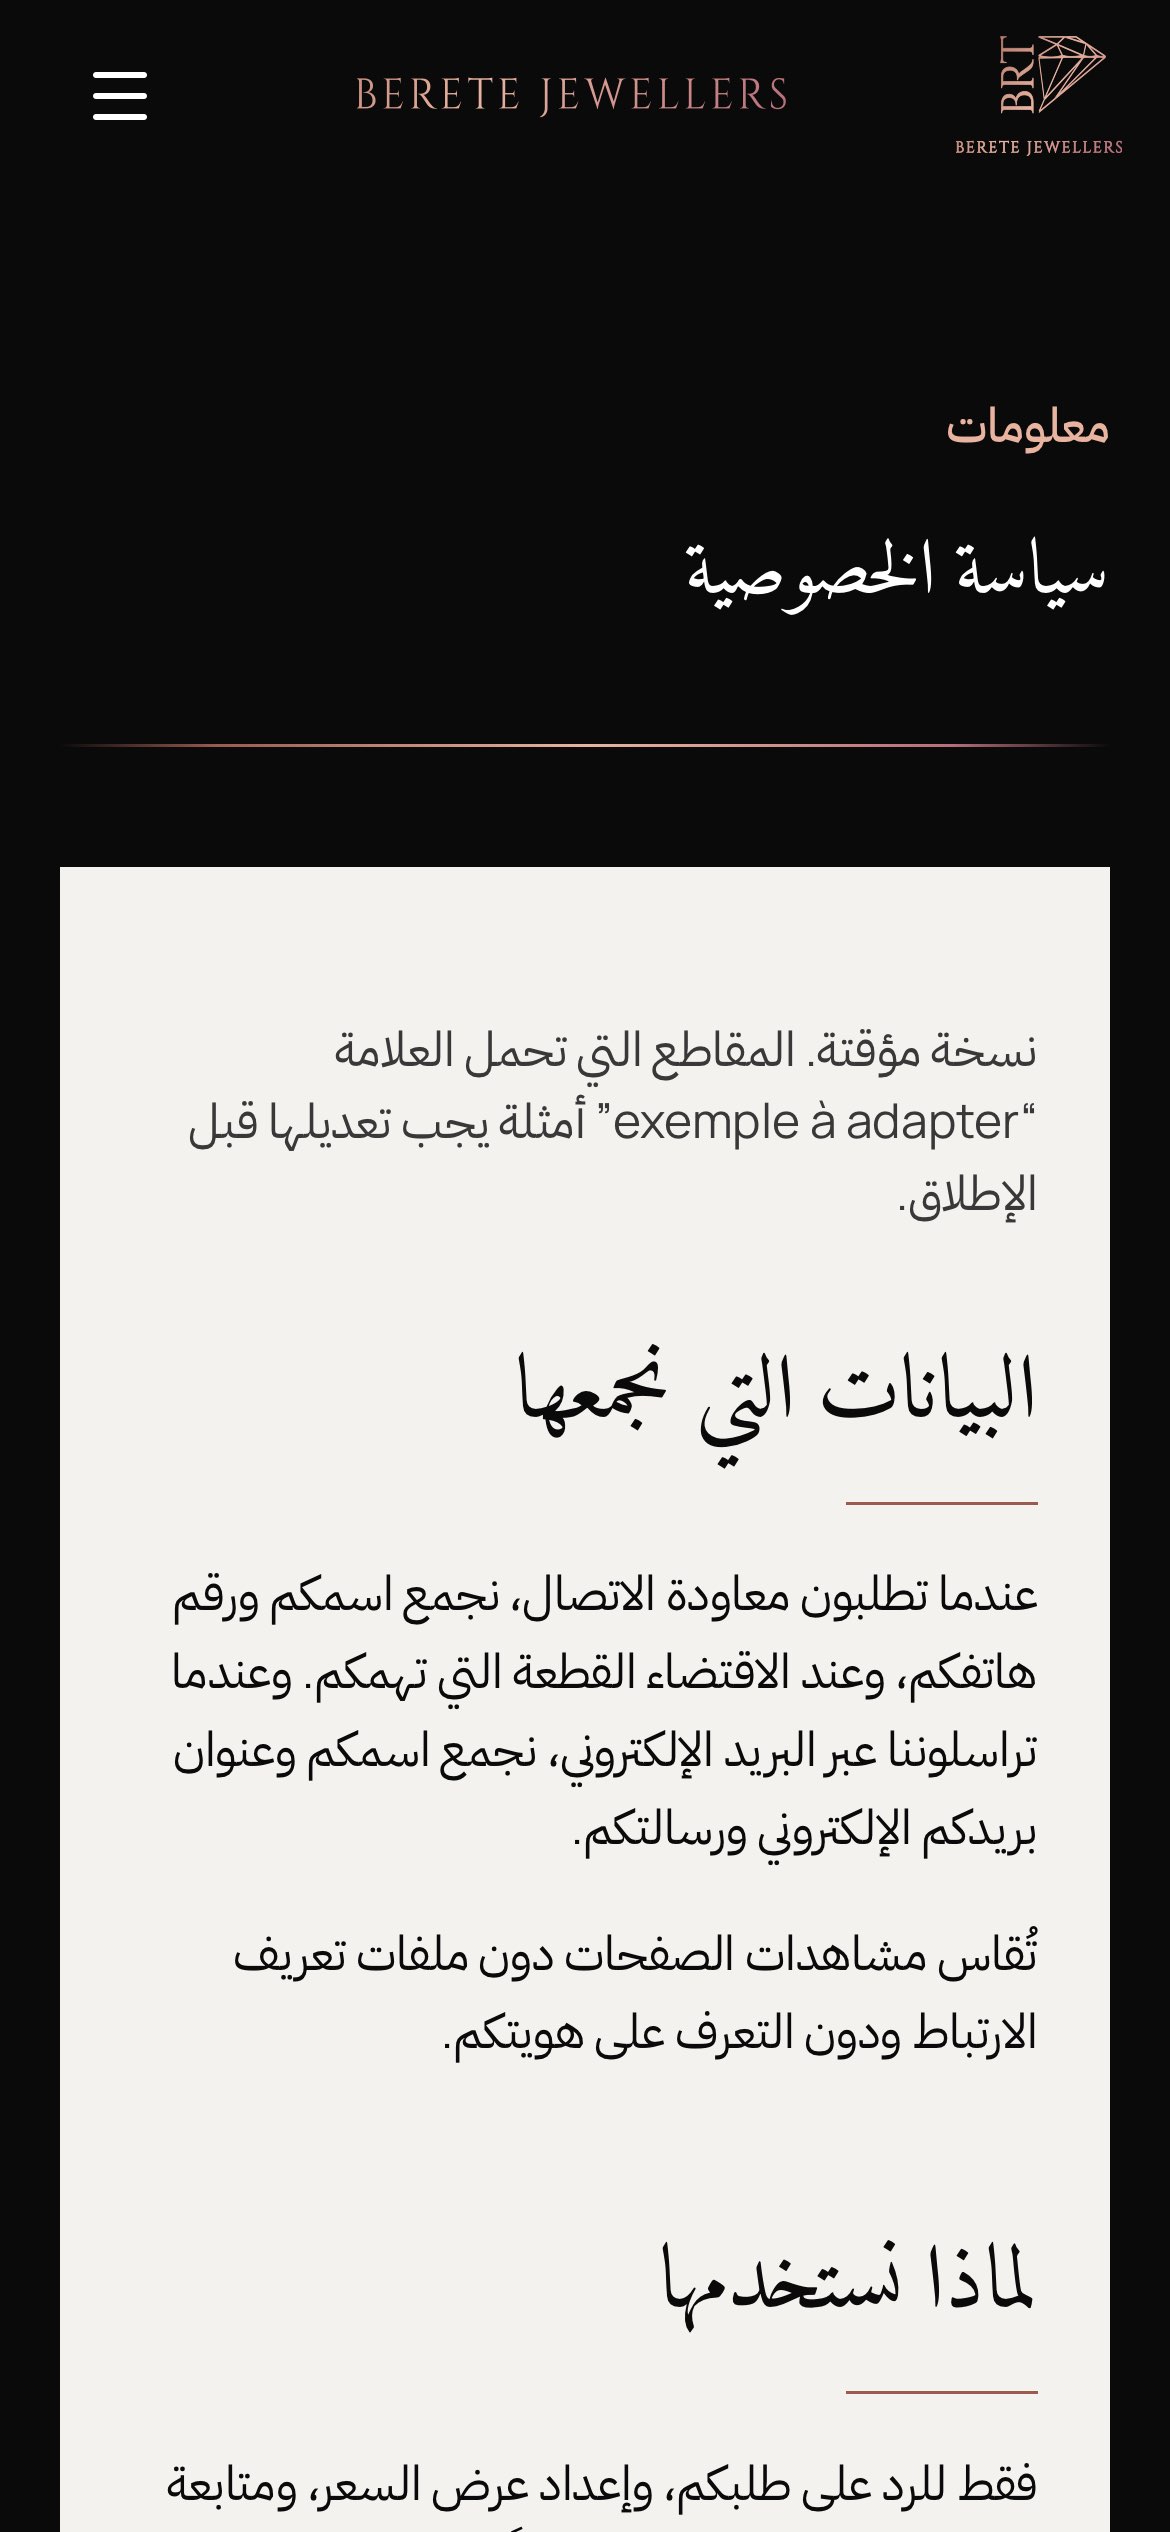 BRT
BERETE JEWELLERS
BERETE JEWELLERS
معلومات
سياسة الخصوصية
نسخة مؤقتة. المقاطع التي تحمل العلامة
“exemple à adapter” أمثلة يجب تعديلها قبل
الإطلاق.
البيانات التي نجمعها
عندما تطلبون معاودة الاتصال، نجمع اسمكم ورقم
هاتفكم، وعند الاقتضاء القطعة التي تهمكم. وعندما
تراسلوننا عبر البريد الإلكتروني، نجمع اسمكم وعنوان
بريدكم الإلكتروني ورسالتكم.
تُقاس مشاهدات الصفحات دون ملفات تعريف
الارتباط ودون التعرف على هويتكم.
لماذا نستخدمها
فقط للرد على طلبكم، وإعداد عرض السعر، ومتابعة